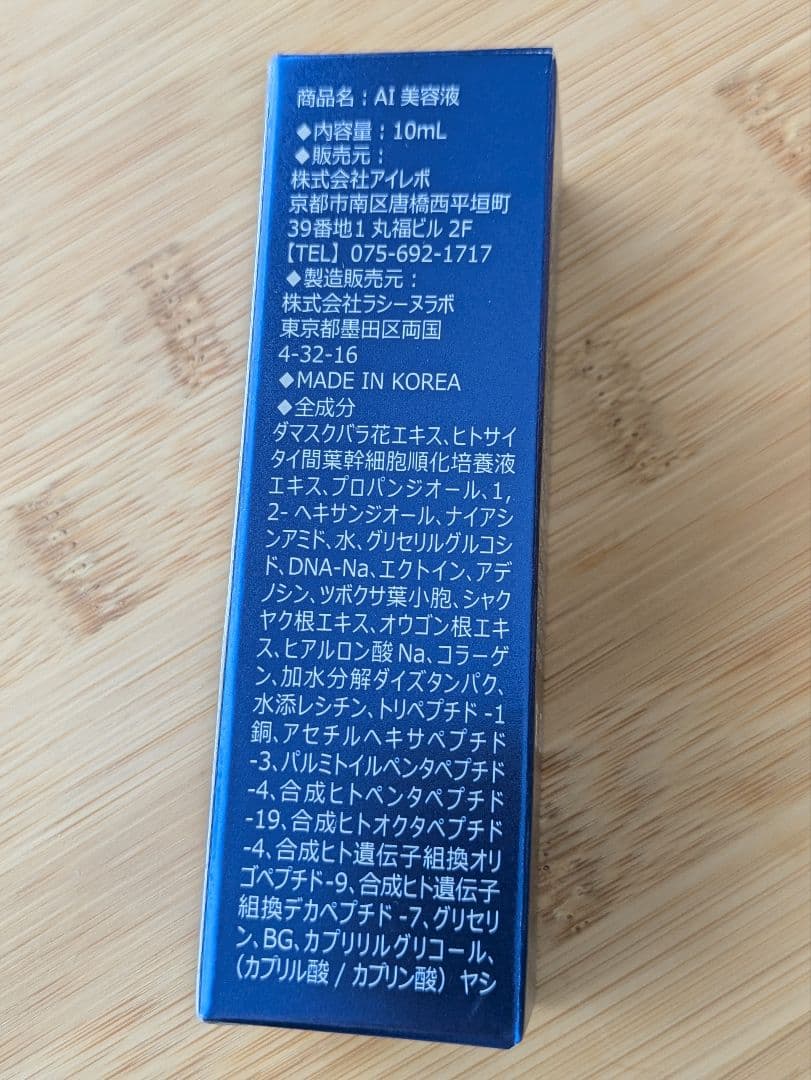 商品名：AI 美容液
◆内容量：10mL
◆販売元：
株式会社アイレボ
京都市南区唐橋西平垣町
39番地1 丸福ビル 2F
【TEL】075-692-1717
◆製造販売元：
株式会社ラシーヌラボ
東京都墨田区両国
4-32-16
◆MADE IN KOREA
◆全成分
ダマスクバラ花エキス、ヒトサイ
タイ間葉幹細胞順化培養液
エキス、プロパンジオール、1,
2- ヘキサンジオール、ナイアシ
ンアミド、水、グリセリルグルコシ
ド、DNA-Na、エクトイン、アデ
ノシン、ツボクサ葉小胞、シャク
ヤク根エキス、オウゴン根エキ
ス、ヒアルロン酸 Na、コラーゲ
ン、加水分解ダイズタンパク、
水添レシチン、トリペプチド -1
銅、アセチルヘキサペプチド
-3、パルミトイルペンタペプチド
-4、合成ヒトペンタペプチド
-19、合成ヒトオクタペプチド
-4、合成ヒト遺伝子組換オリ
ゴペプチド-9、合成ヒト遺伝子
組換デカペプチド -7、グリセリ
ン、BG、カプリリルグリコール、
（カプリル酸 / カプリン酸） ヤシ